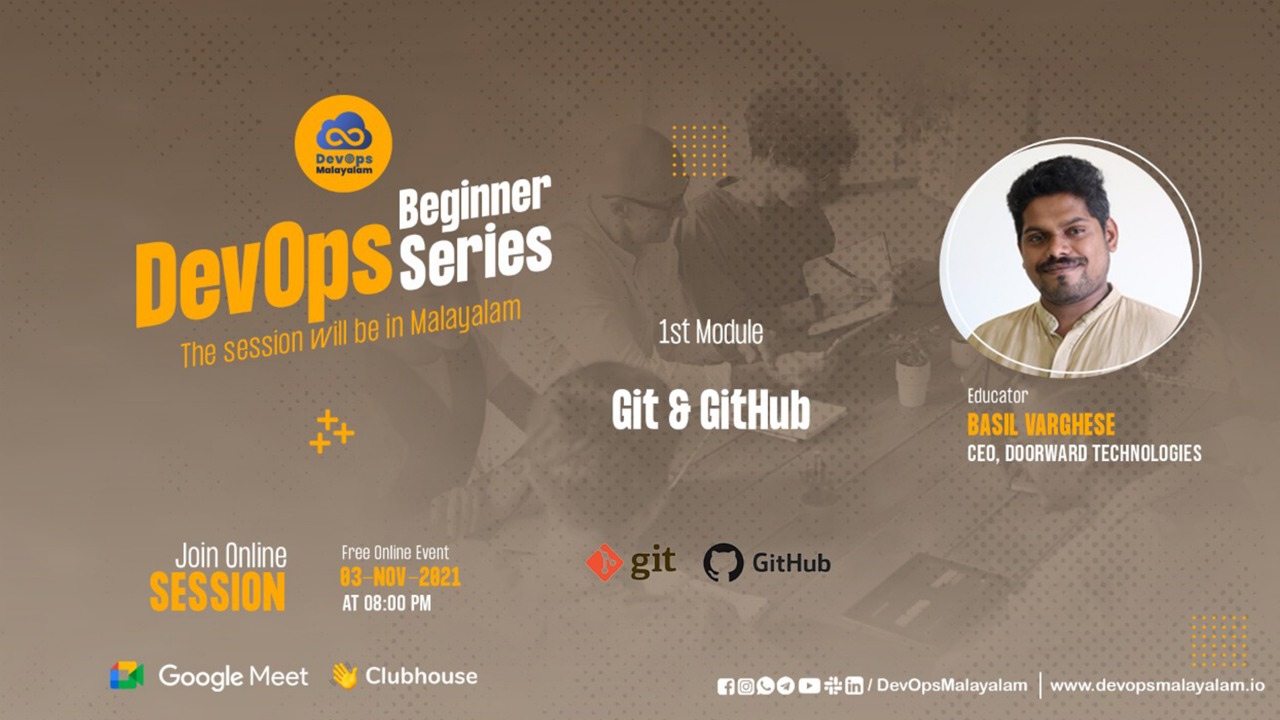 DevOps
Malayalam
DevOps Beginner
Series
The session will be in Malayalam
1st Module
Git & GitHub
Educator
BASIL VARGHESE
CEO, DOORWARD TECHNOLOGIES
Join Online
SESSION
Free Online Event
03-NOV-2021
AT 08:00 PM
git
GitHub
Google Meet
Clubhouse
/ DevOpsMalayalam | www.devopsmalayalam.io